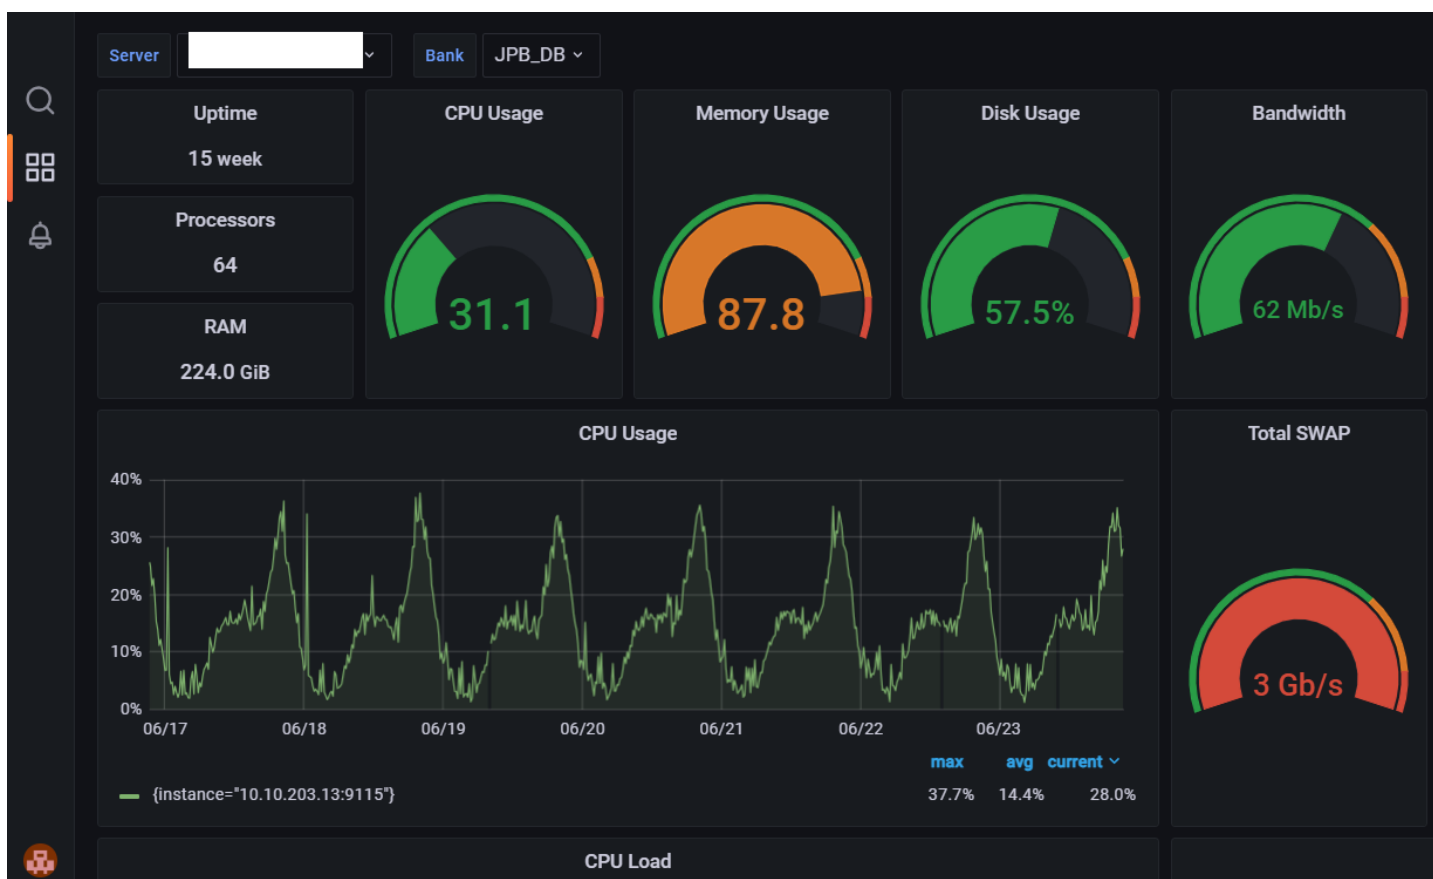 Server
Bank JPB_DB
Uptime
15 week
Processors
64
RAM
224.0 GiB
CPU Usage
31.1
Memory Usage
87.8
Disk Usage
57.5%
Bandwidth
62 Mb/s
CPU Usage
40%
30%
20%
10%
0%
06/17 06/18 06/19 06/20 06/21 06/22 06/23
max avg current
{instance="10.10.203.13:9115"} 37.7% 14.4% 28.0%
Total SWAP
3 Gb/s
CPU Load